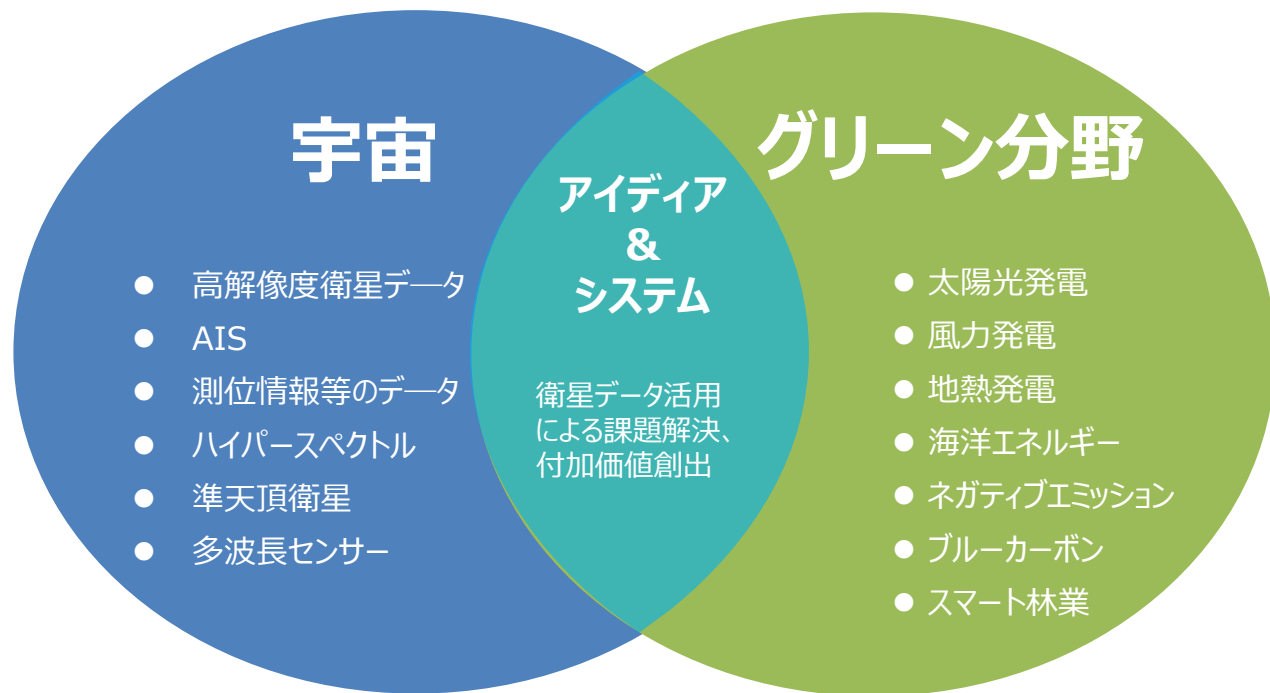 宇宙
● 高解像度衛星データ
● AIS
● 測位情報等のデータ
● ハイパースペクトル
● 準天頂衛星
● 多波長センサー
アイディア
&
システム
衛星データ活用
による課題解決、
付加価値創出
グリーン分野
● 太陽光発電
● 風力発電
● 地熱発電
● 海洋エネルギー
● ネガティブエミッション
● ブルーカーボン
● スマート林業